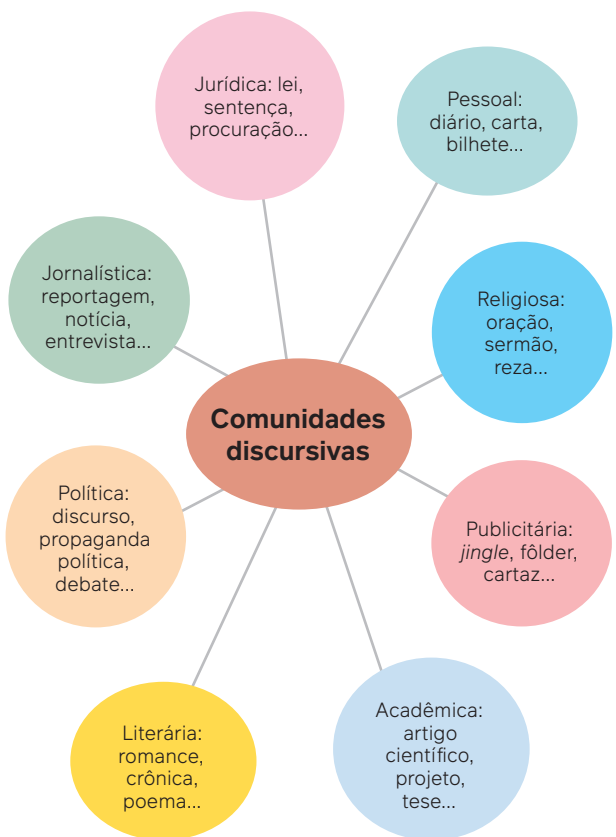 Jurídica: lei,
sentença,
procuração...
Pessoal:
diário, carta,
bilhete...
Jornalística:
reportagem,
notícia,
entrevista...
Religiosa:
oração,
sermão,
reza...
Comunidades
discursivas
Política:
discurso,
propaganda
política,
debate...
Publicitária:
jingle, fôlder,
cartaz...
Literária:
romance,
crônica,
poema...
Acadêmica:
artigo
científico,
projeto,
tese...